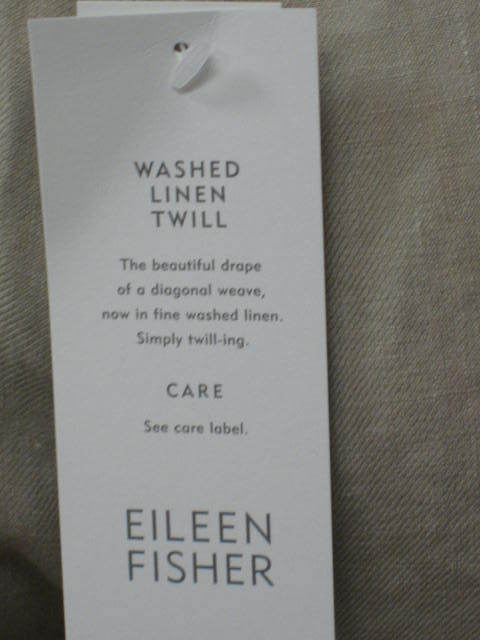 WASHED
LINEN
TWILL
The beautiful drape
of a diagonal weave,
now in fine washed linen.
Simply twill-ing.
CARE
See care label.
EILEEN
FISHER